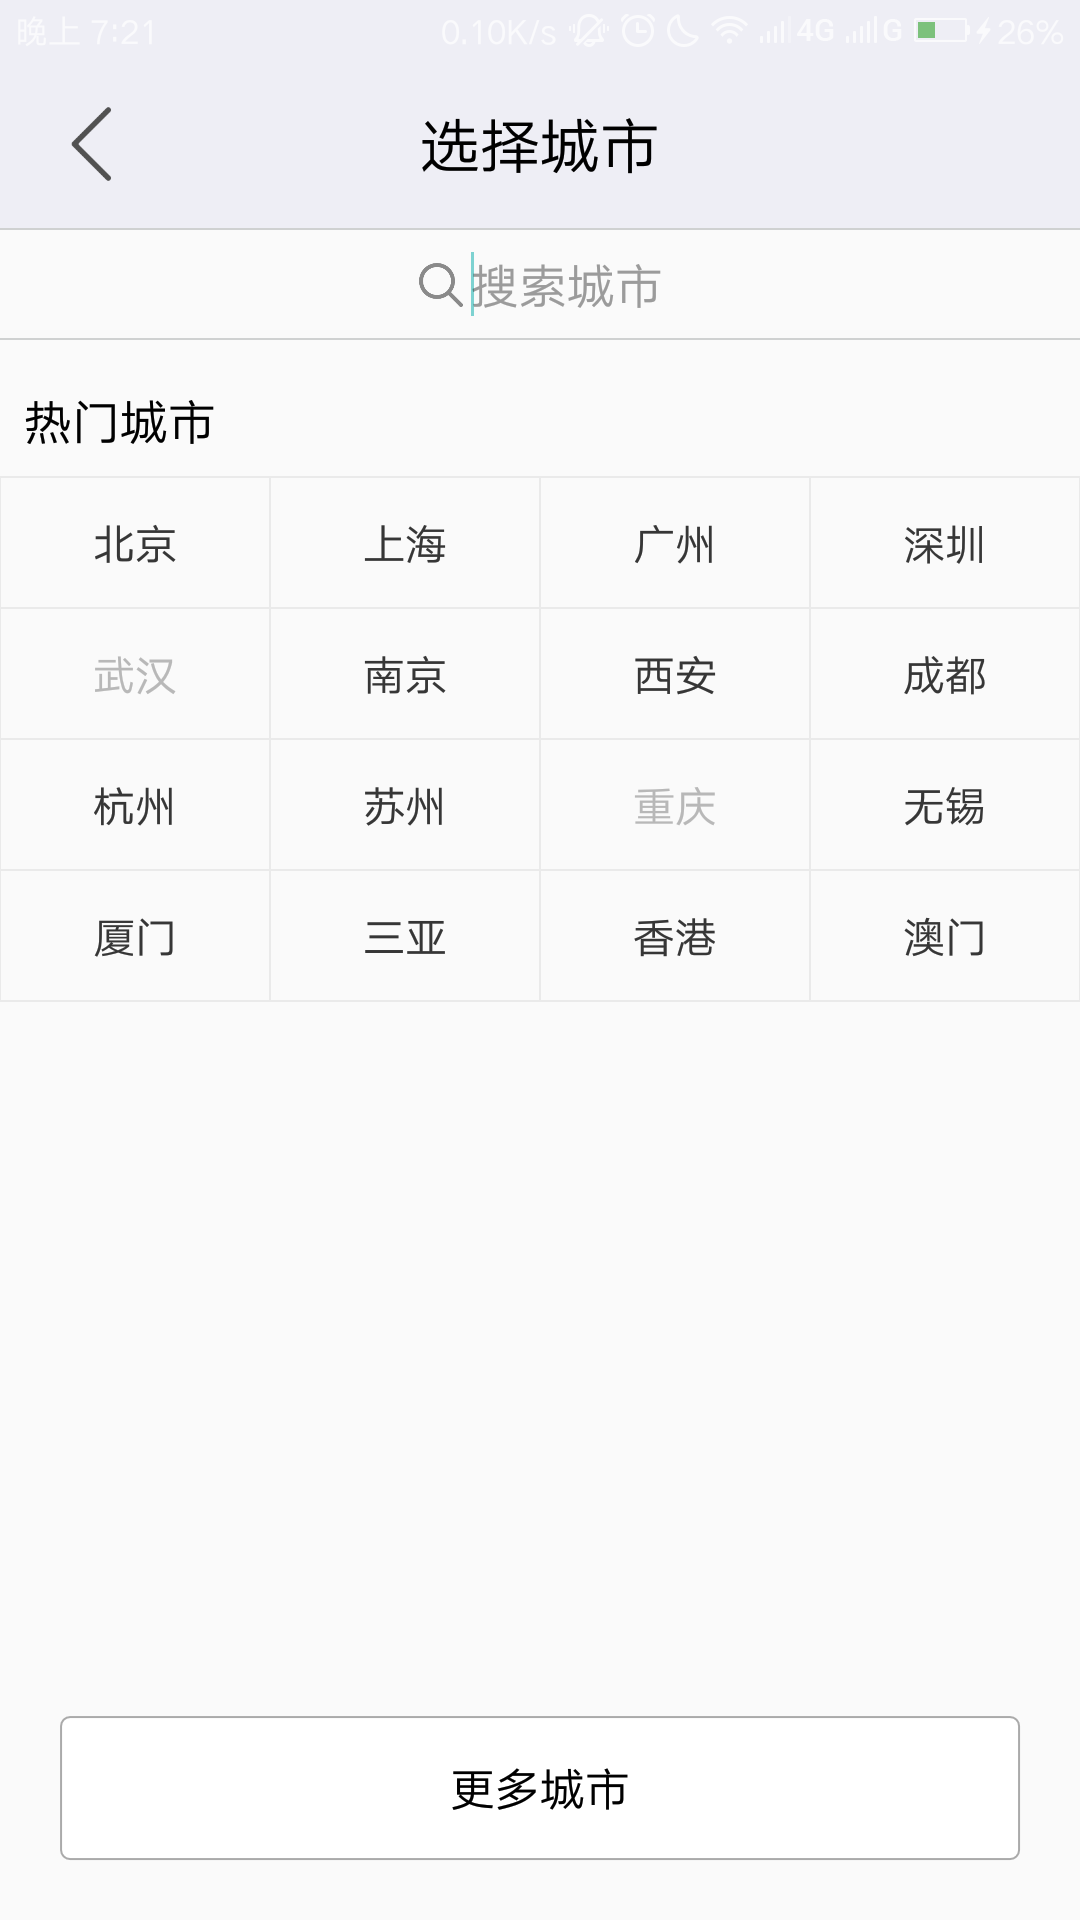 晚上 7:21 0.10K/s 4G G 26%
选择城市
搜索城市
热门城市
北京 上海 广州 深圳
武汉 南京 西安 成都
杭州 苏州 重庆 无锡
厦门 三亚 香港 澳门
更多城市